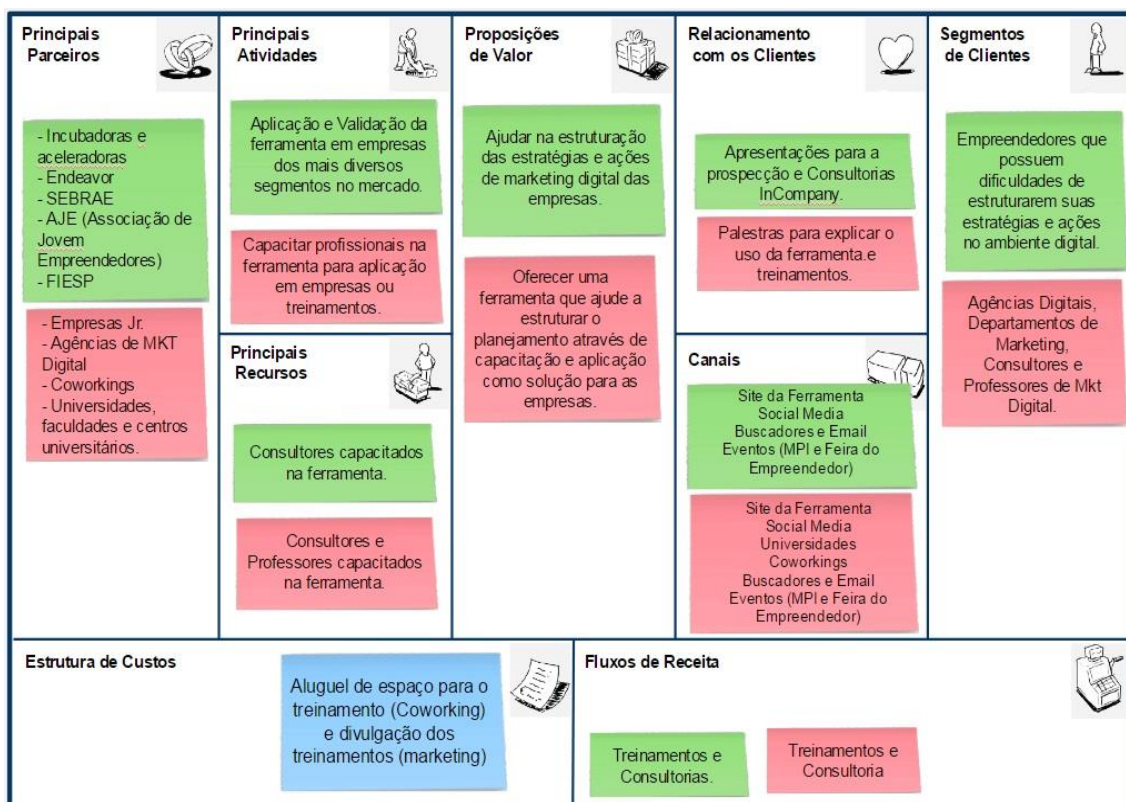 Principais
Parceiros
- Incubadoras e
aceleradoras
- Endeavor
- SEBRAE
- AJE (Associação de
Jovem
Empreendedores)
- FIESP
- Empresas Jr.
- Agências de MKT
Digital
- Coworkings
- Universidades,
faculdades e centros
universitários.
Principais
Atividades
Aplicação e Validação da
ferramenta em empresas
dos mais diversos
segmentos no mercado.
Capacitar profissionais na
ferramenta para aplicação
em empresas ou
treinamentos.
Principais
Recursos
Consultores capacitados
na ferramenta.
Consultores e
Professores capacitados
na ferramenta.
Proposições
de Valor
Ajudar na estruturação
das estratégias e ações
de marketing digital das
empresas.
Oferecer uma
ferramenta que ajude a
estruturar o
planejamento através de
capacitação e aplicação
como solução para as
empresas.
Relacionamento
com os Clientes
Apresentações para a
prospecção e Consultorias
InCompany.
Palestras para explicar o
uso da ferramenta.e
treinamentos.
Canais
Site da Ferramenta
Social Media
Buscadores e Email
Eventos (MPI e Feira do
Empreendedor)
Site da Ferramenta
Social Media
Universidades
Coworkings
Buscadores e Email
Eventos (MPI e Feira do
Empreendedor)
Segmentos
de Clientes
Empreendedores que
possuem
dificuldades de
estruturarem suas
estratégias e ações
no ambiente digital.
Agências Digitais,
Departamentos de
Marketing,
Consultores e
Professores de Mkt
Digital.
Estrutura de Custos
Aluguel de espaço para o
treinamento (Coworking)
e divulgação dos
treinamentos (marketing)
Fluxos de Receita
Treinamentos e
Consultorias.
Treinamentos e
Consultoria